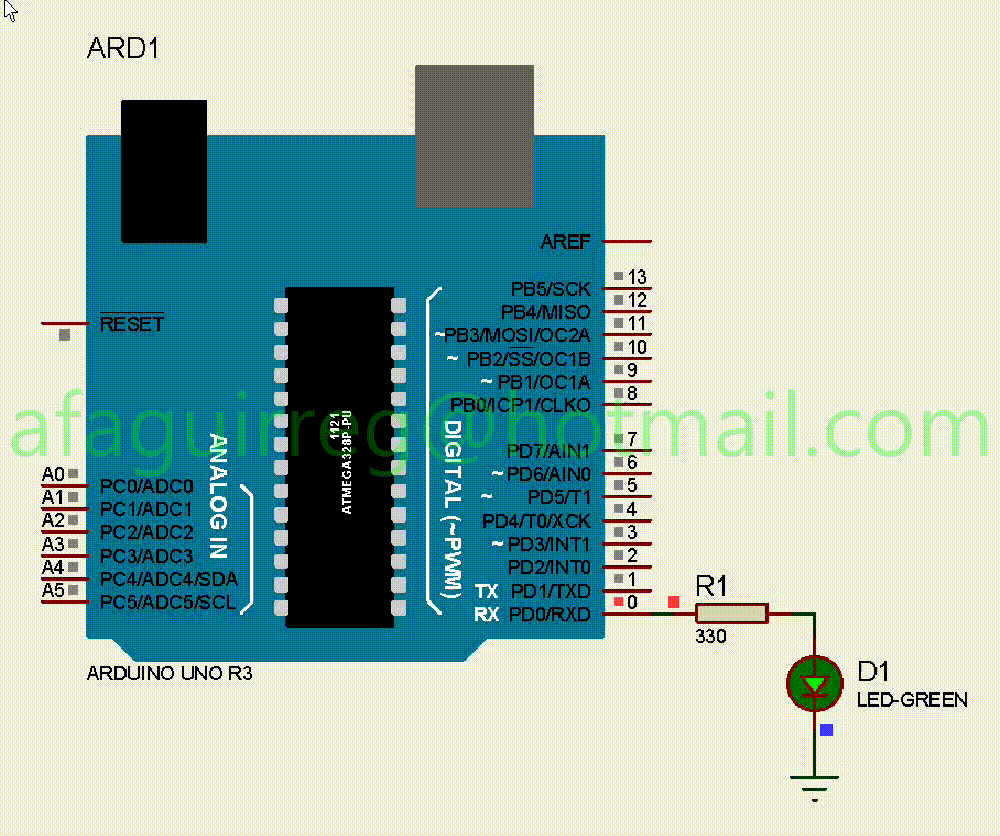 ARD1
AREF
13
PB5/SCK
12
PB4/MISO
11
~PB3/MOSI/OC2A
10
~ PB2/SS/OC1B
9
~ PB1/OC1A
8
PB0/ICP1/CLKO
RESET
afaguirreg@hotmail.com
7
PD7/AIN1
6
~ PD6/AIN0
5
~ PD5/T1
4
PD4/T0/XCK
3
~ PD3/INT1
2
PD2/INT0
1
TX PD1/TXD
0
RX PD0/RXD
A0
PC0/ADC0
A1
PC1/ADC1
A2
PC2/ADC2
A3
PC3/ADC3
A4
PC4/ADC4/SDA
A5
PC5/ADC5/SCL
ANALOG IN
1121
ATMEGA328P-PU
DIGITAL (~PWM)
R1
330
D1
LED-GREEN
ARDUINO UNO R3